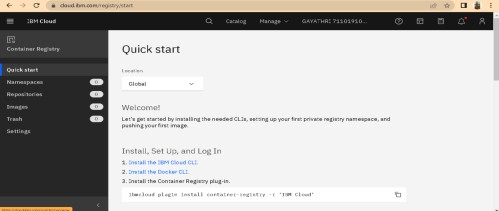 cloud.ibm.com/registry/start
IBM Cloud
Catalog
Manage
GAYATHRI 71101910...
Container Registry
Quick start
Namespaces 0
Repositories 0
Images 0
Trash 0
Settings
Quick start
Location
Global
Welcome!
Let's get started by installing the needed CLIs, setting up your first private registry namespace, and
pushing your first image.
Install, Set Up, and Log In
1. Install the IBM Cloud CLI.
2. Install the Docker CLI.
3. Install the Container Registry plug-in.
ibmcloud plugin install container-registry -r 'IBM Cloud'